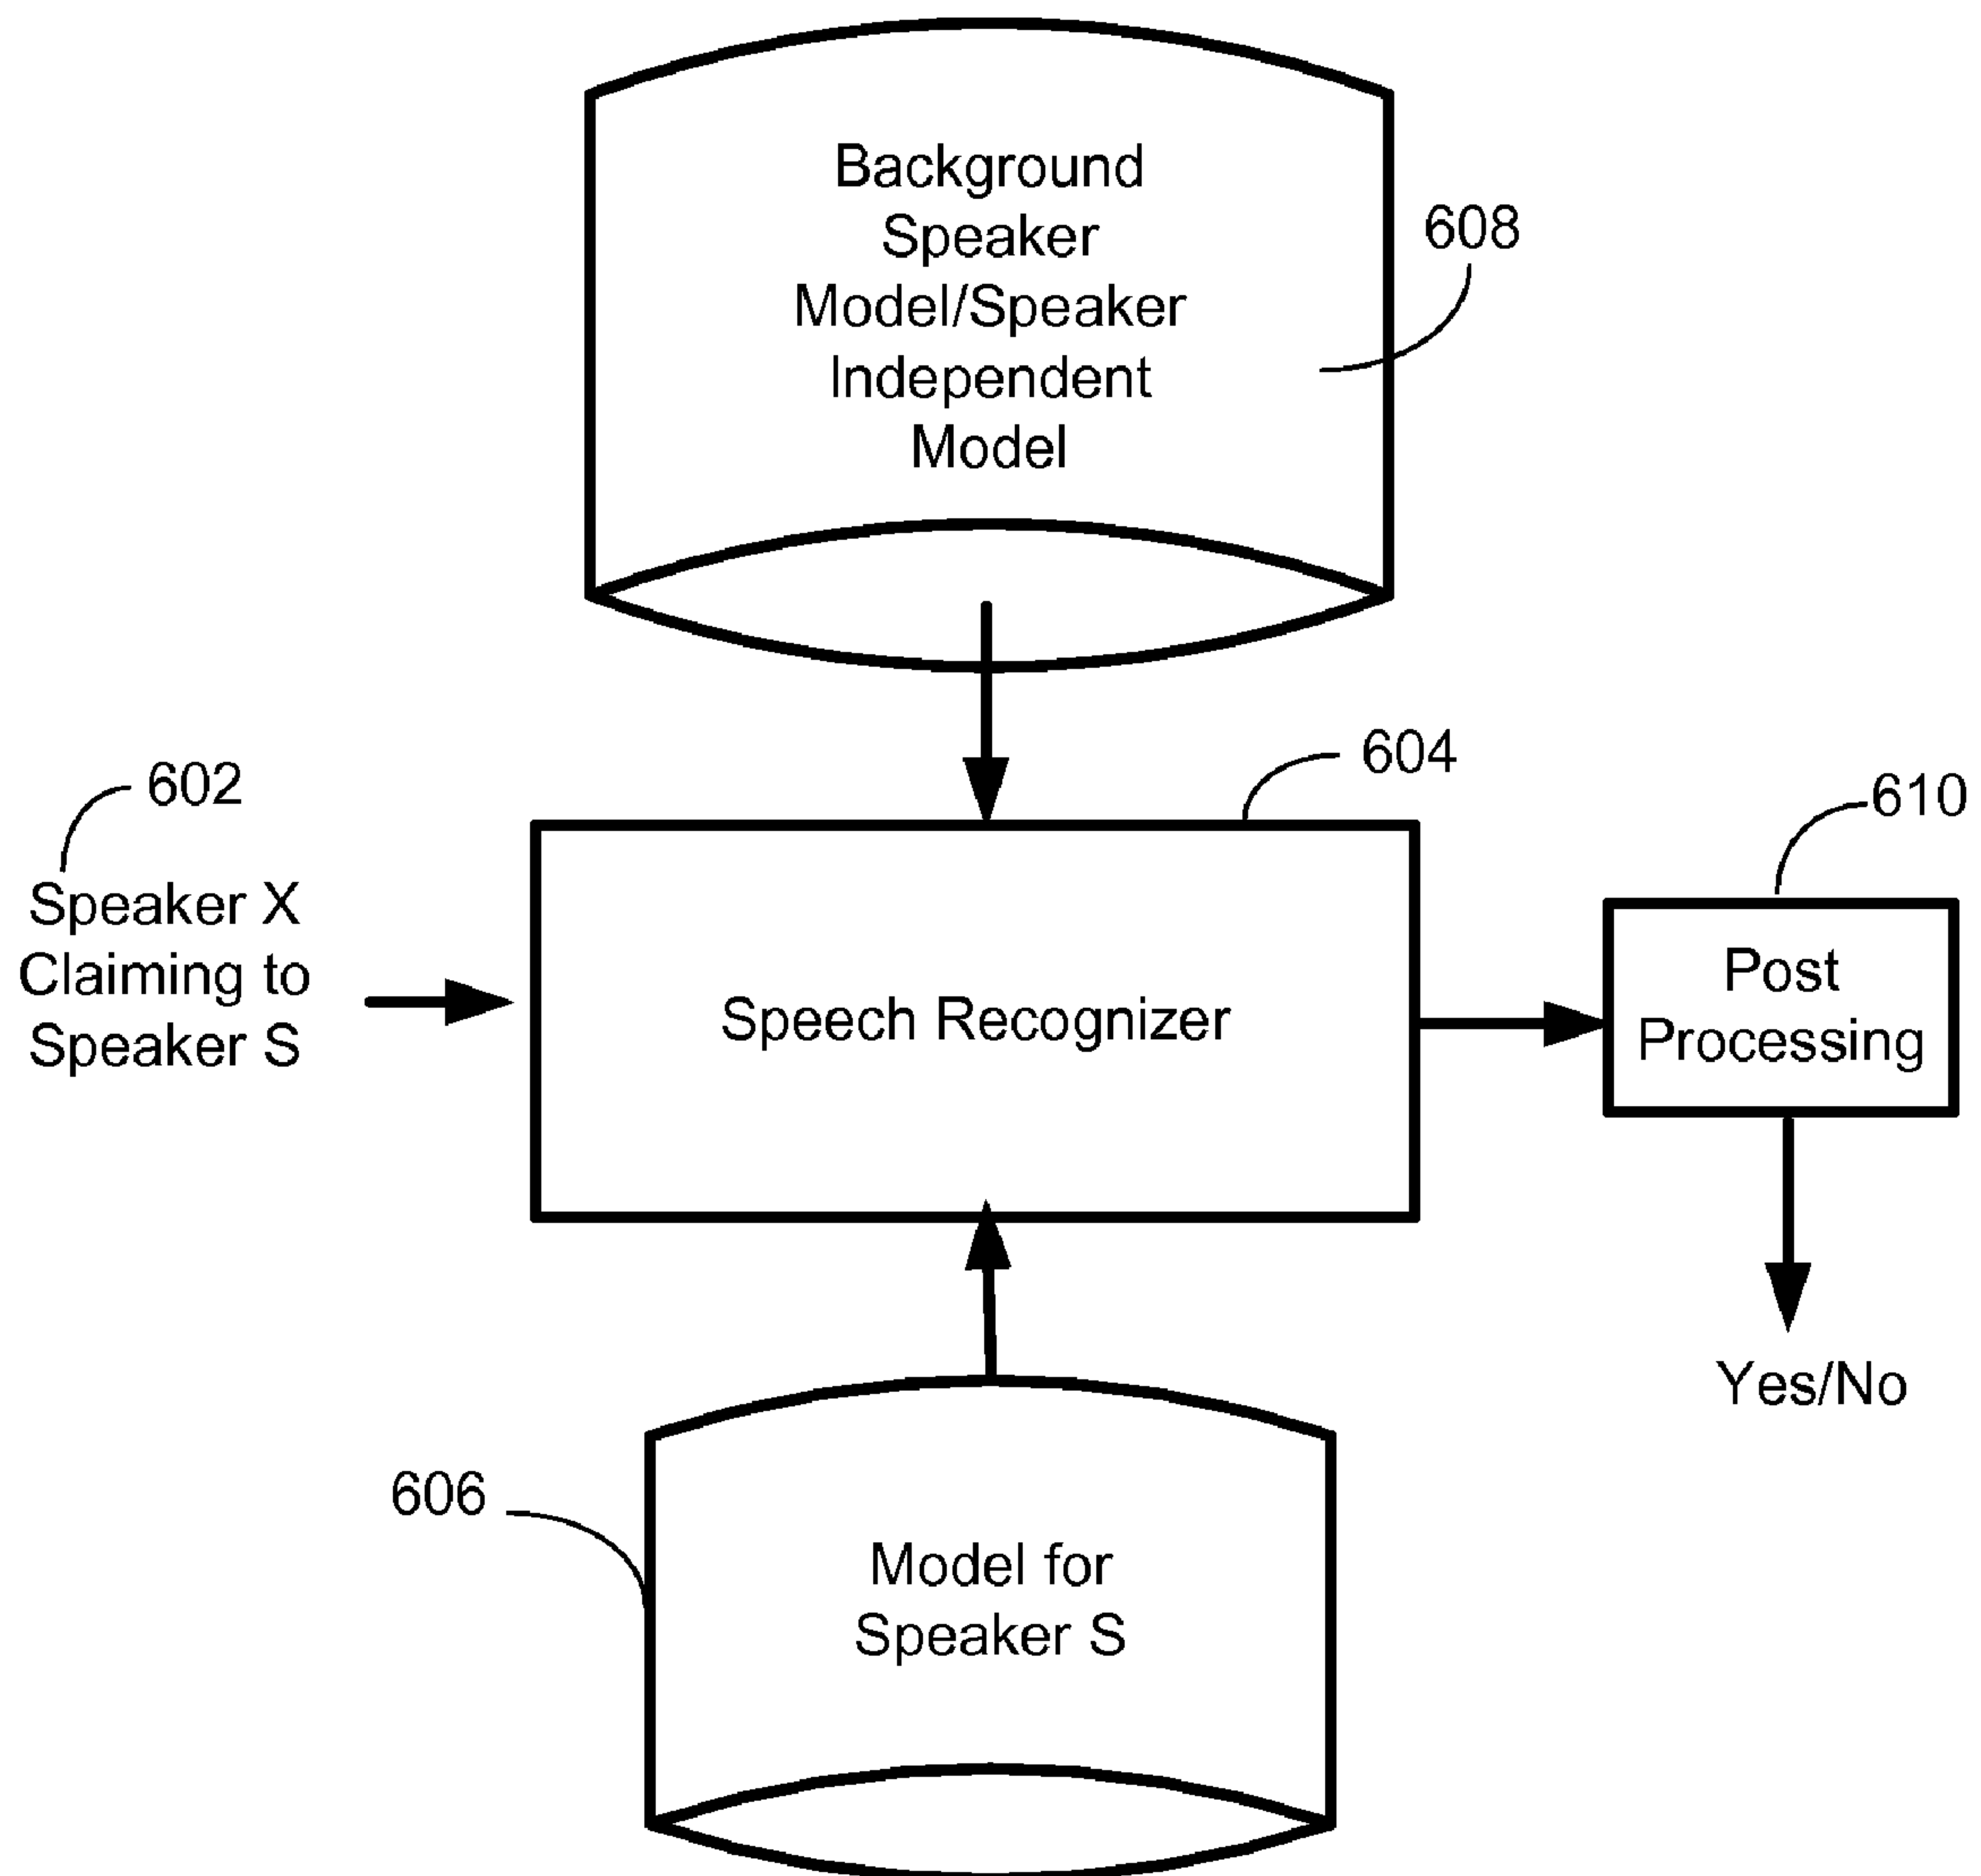 Background
Speaker
Model/Speaker
Independent
Model
608
602
Speaker X
Claiming to
Speaker S
604
Speech Recognizer
610
Post
Processing
Yes/No
606
Model for
Speaker S